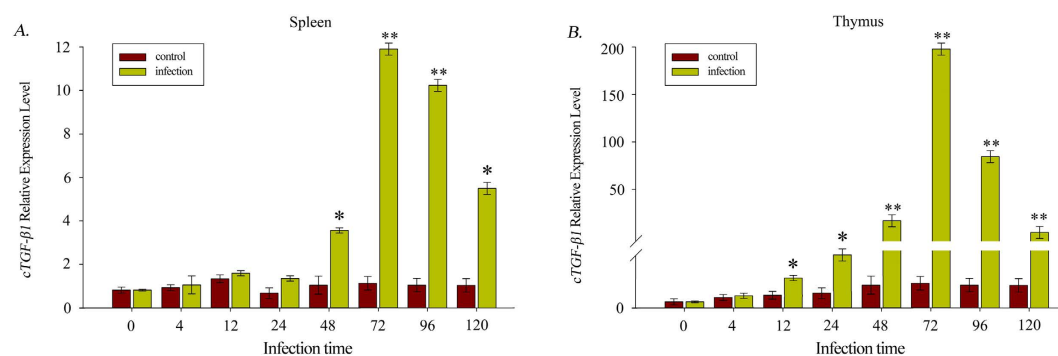 A.
Spleen
cTGF-β1 Relative Expression Level
12
10
8
6
4
2
0
control
infection
*
**
**
*
0 4 12 24 48 72 96 120
Infection time
B.
Thymus
cTGF-β1 Relative Expression Level
200
150
100
50
0
control
infection
*
*
**
**
**
**
0 4 12 24 48 72 96 120
Infection time